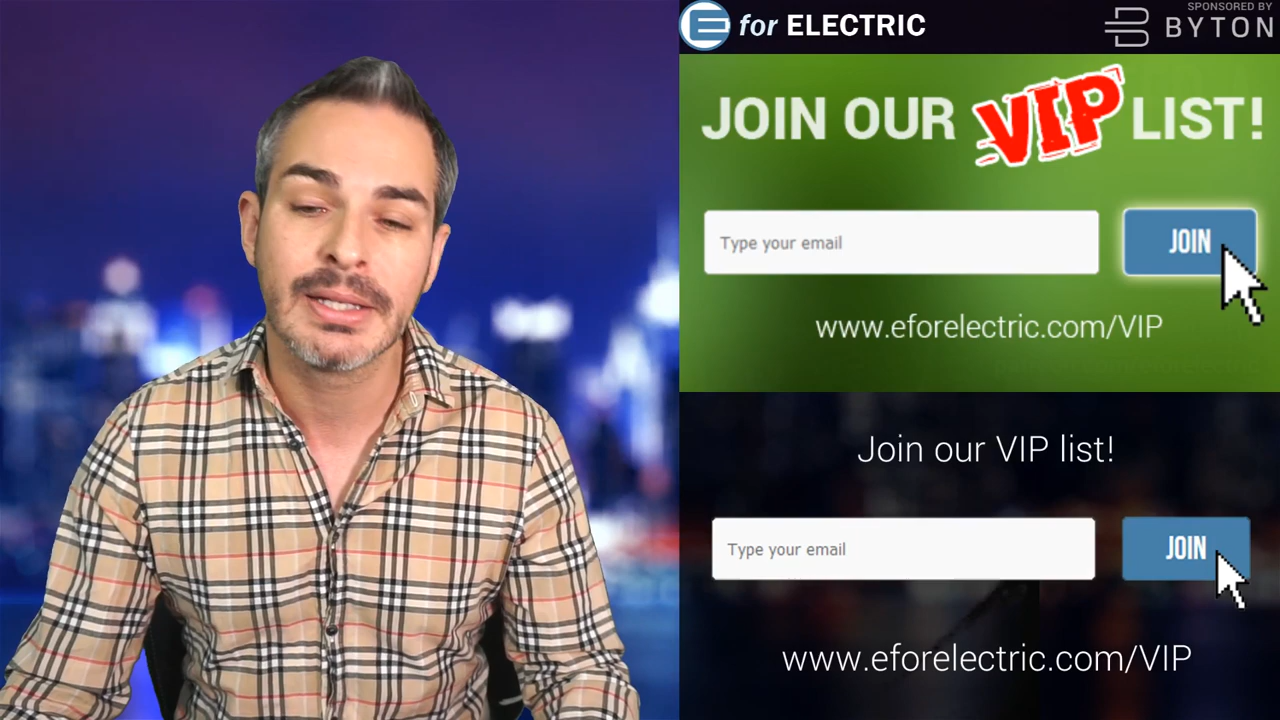 for ELECTRIC
SPONSORED BY
BYTON
JOIN OUR VIP LIST!
Type your email
JOIN
www.eforelectric.com/VIP
Join our VIP list!
Type your email
JOIN
www.eforelectric.com/VIP